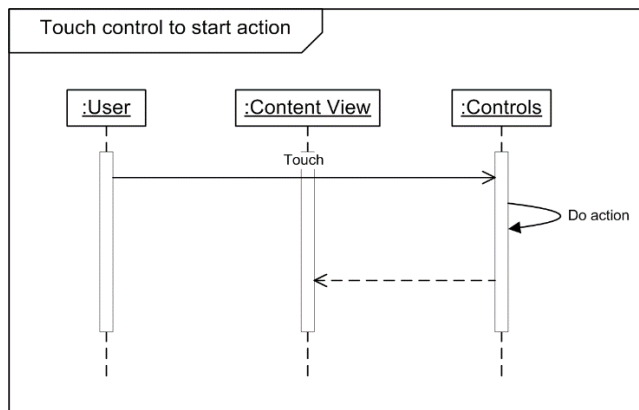 Touch control to start action
:User
:Content View
:Controls
Touch
Do action